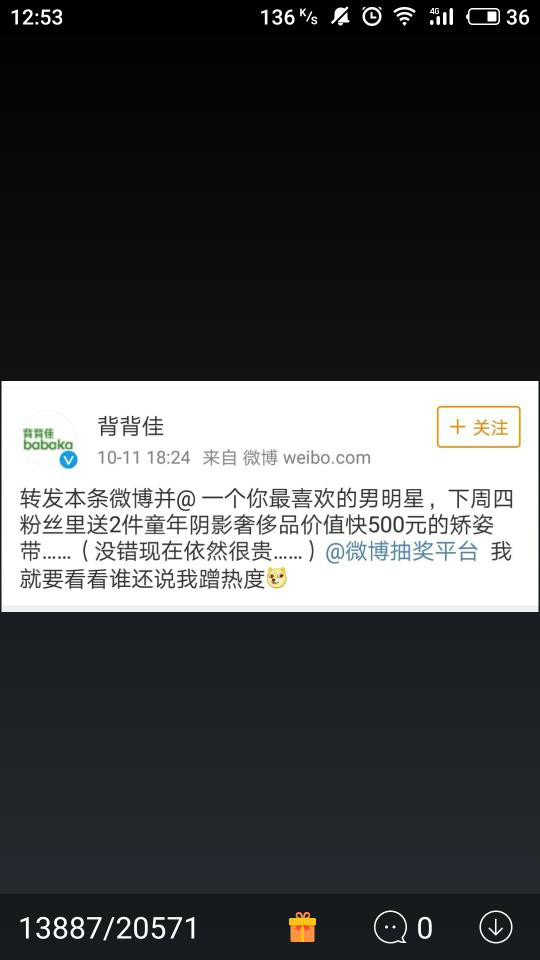 12:53
136 K/s
4G
36
背背佳
babaka
背背佳
+ 关注
10-11 18:24 来自 微博 weibo.com
转发本条微博并@ 一个你最喜欢的男明星，下周四
粉丝里送2件童年阴影奢侈品价值快500元的矫姿
带……（没错现在依然很贵……）@微博抽奖平台 我
就要看看谁还说我蹭热度
13887/20571
0